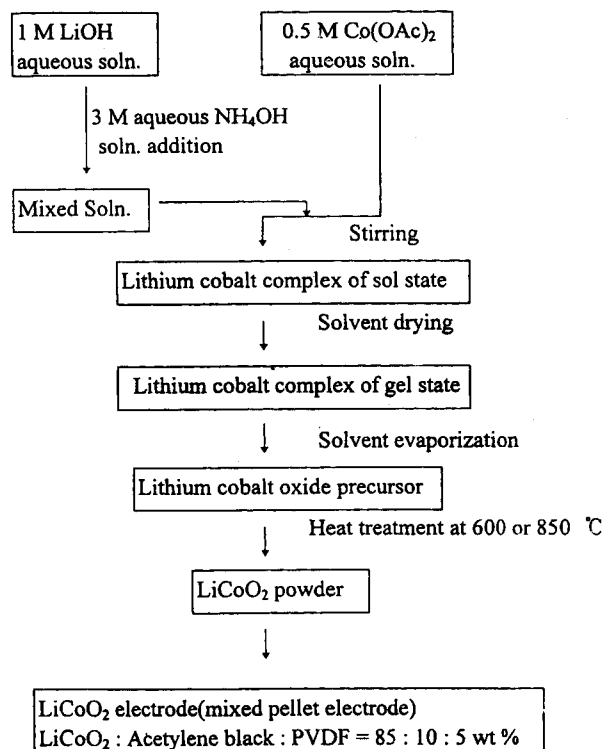 1 M LiOH
aqueous soln.
0.5 M Co(OAc)₂
aqueous soln.
3 M aqueous NH₄OH
soln. addition
Mixed Soln.
Stirring
Lithium cobalt complex of sol state
Solvent drying
Lithium cobalt complex of gel state
Solvent evaporization
Lithium cobalt oxide precursor
Heat treatment at 600 or 850 ℃
LiCoO₂ powder
LiCoO₂ electrode(mixed pellet electrode)
LiCoO₂ : Acetylene black : PVDF = 85 : 10 : 5 wt %